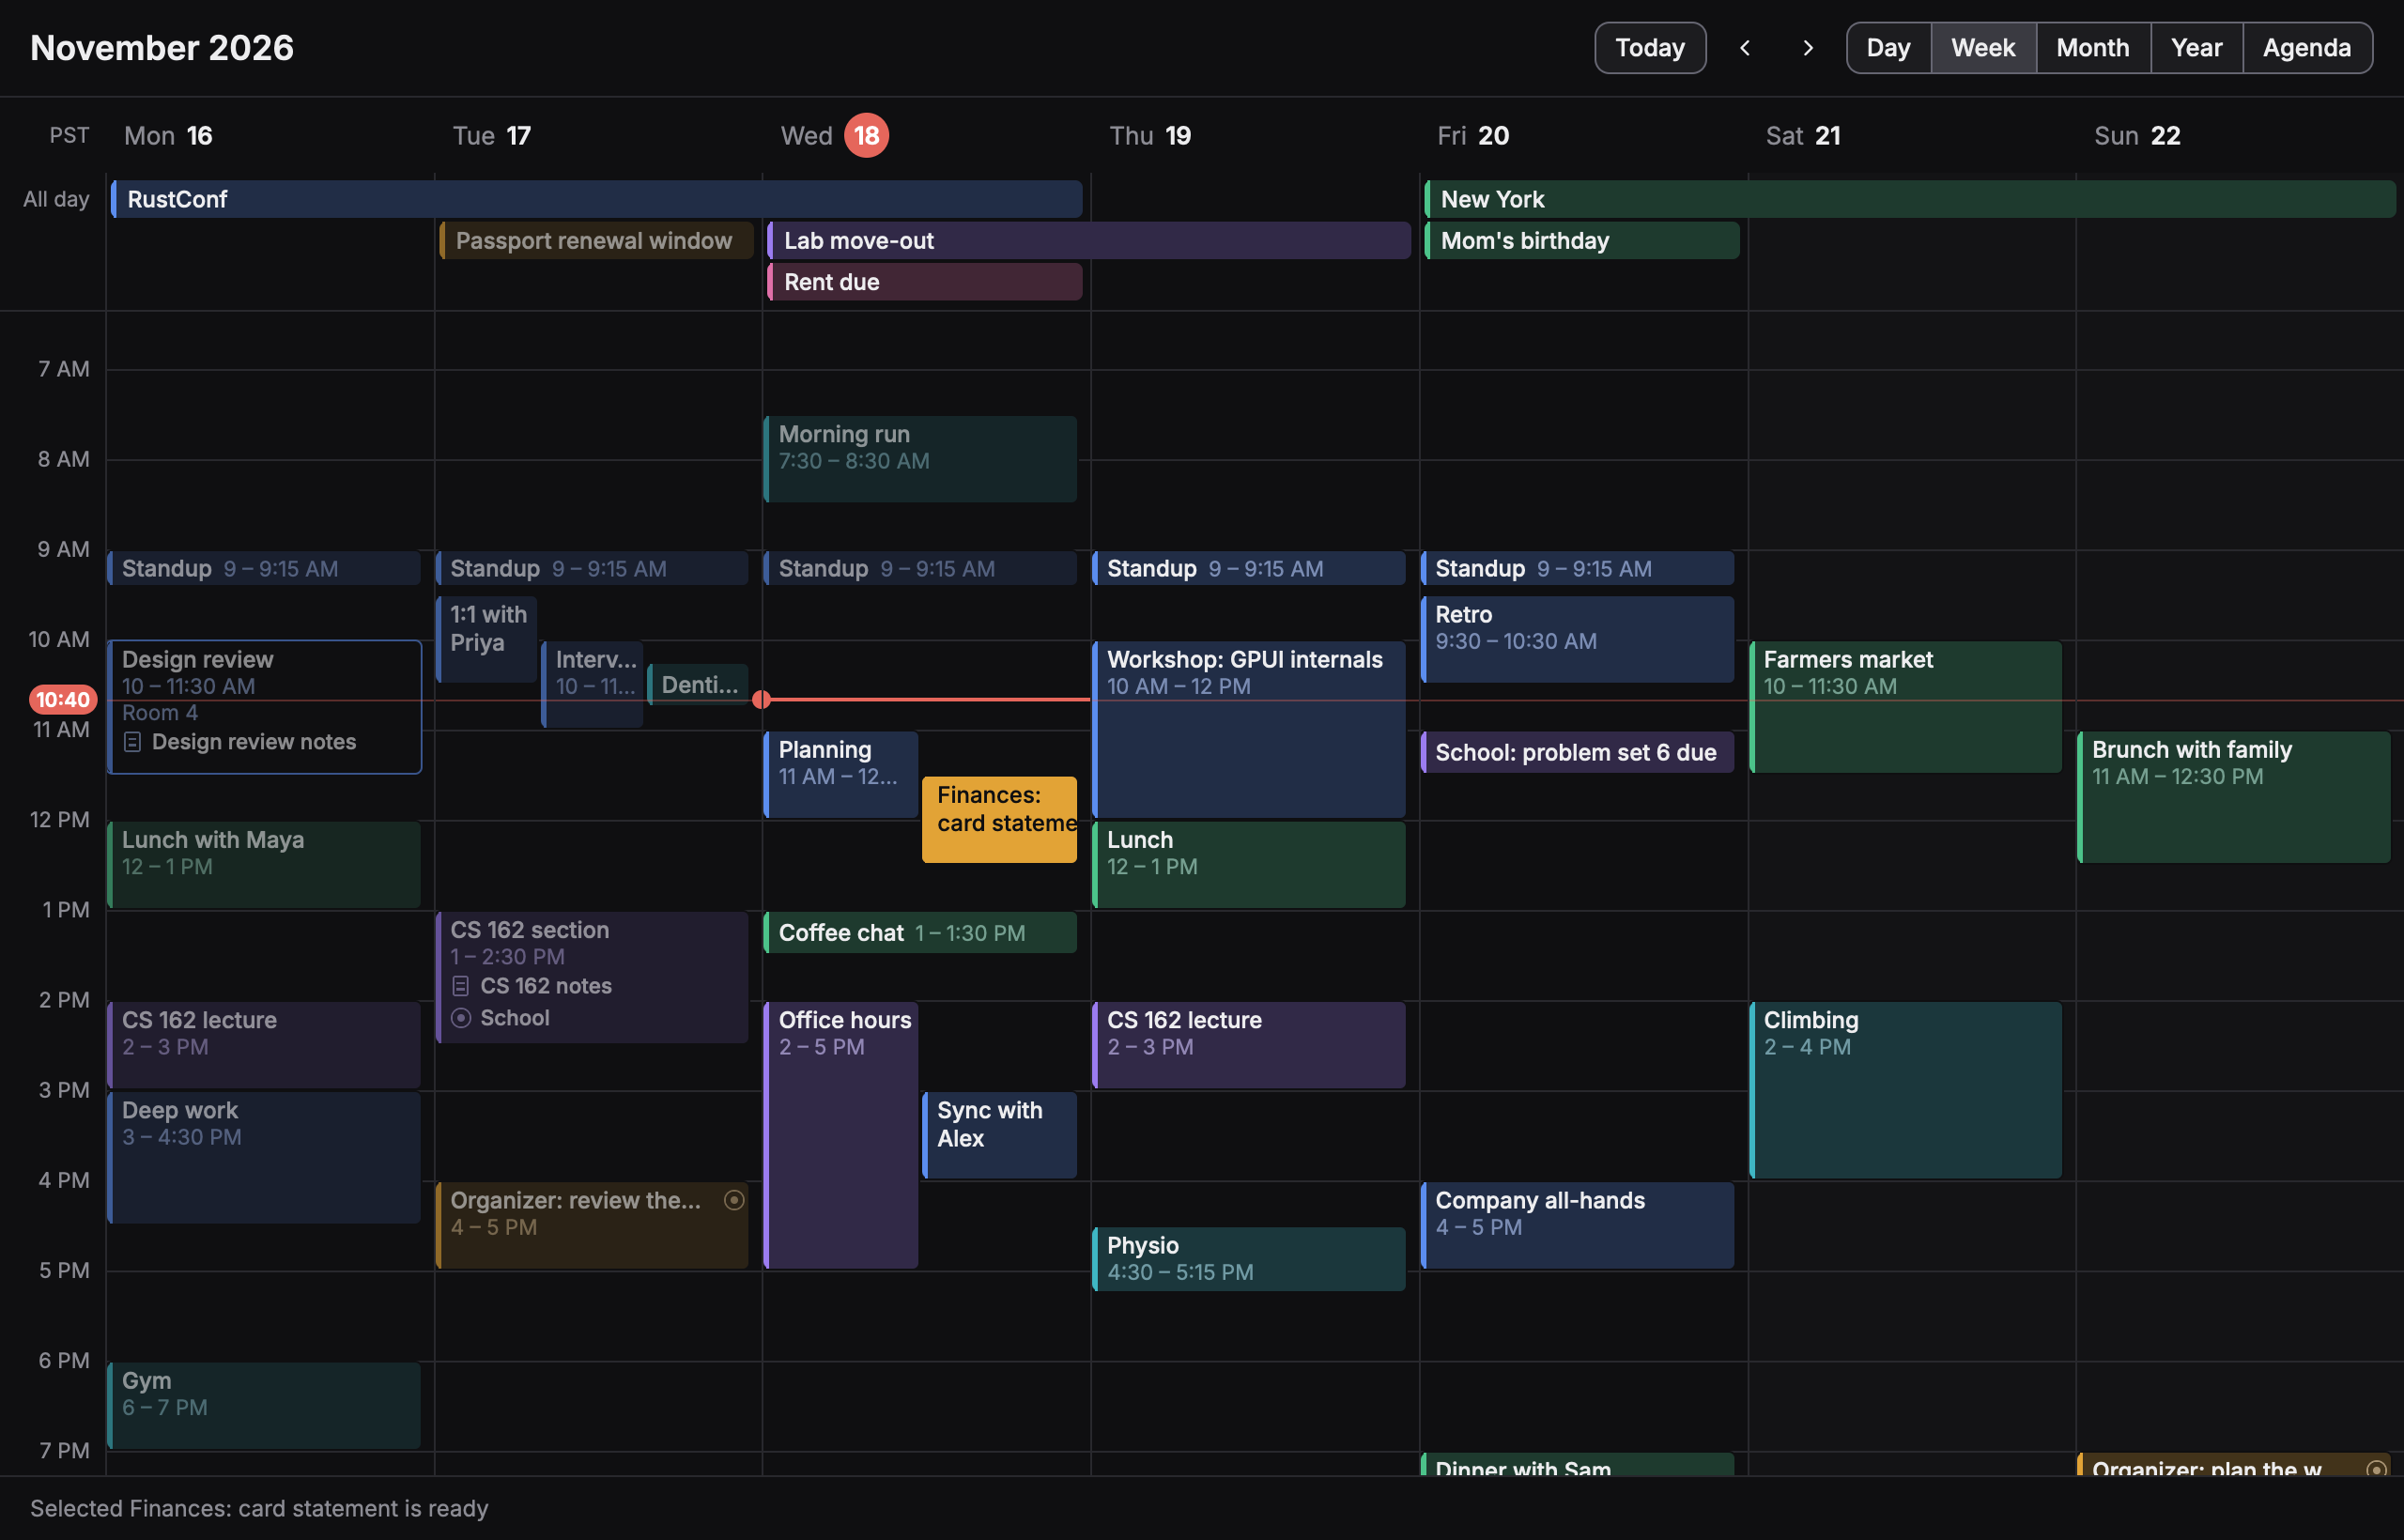 November 2026
Today
Day
Week
Month
Year
Agenda
PST
Mon 16
Tue 17
Wed 18
Thu 19
Fri 20
Sat 21
Sun 22
All day
RustConf
New York
Passport renewal window
Lab move-out
Mom's birthday
Rent due
7 AM
8 AM
9 AM
10 AM
10:40
11 AM
12 PM
1 PM
2 PM
3 PM
4 PM
5 PM
6 PM
7 PM
Standup 9 – 9:15 AM
Design review
10 – 11:30 AM
Room 4
Design review notes
Lunch with Maya
12 – 1 PM
CS 162 lecture
2 – 3 PM
Deep work
3 – 4:30 PM
Gym
6 – 7 PM
Standup 9 – 9:15 AM
1:1 with
Priya
Interv...
10 – 11...
Denti...
CS 162 section
1 – 2:30 PM
CS 162 notes
School
Organizer: review the...
4 – 5 PM
Morning run
7:30 – 8:30 AM
Standup 9 – 9:15 AM
Planning
11 AM – 12...
Finances:
card stateme
Coffee chat 1 – 1:30 PM
Office hours
2 – 5 PM
Sync with
Alex
Standup 9 – 9:15 AM
Workshop: GPUI internals
10 AM – 12 PM
Lunch
12 – 1 PM
CS 162 lecture
2 – 3 PM
Physio
4:30 – 5:15 PM
Standup 9 – 9:15 AM
Retro
9:30 – 10:30 AM
School: problem set 6 due
Company all-hands
4 – 5 PM
Dinner with Sam
Farmers market
10 – 11:30 AM
Climbing
2 – 4 PM
Brunch with family
11 AM – 12:30 PM
Organizer: plan the w...
Selected Finances: card statement is ready